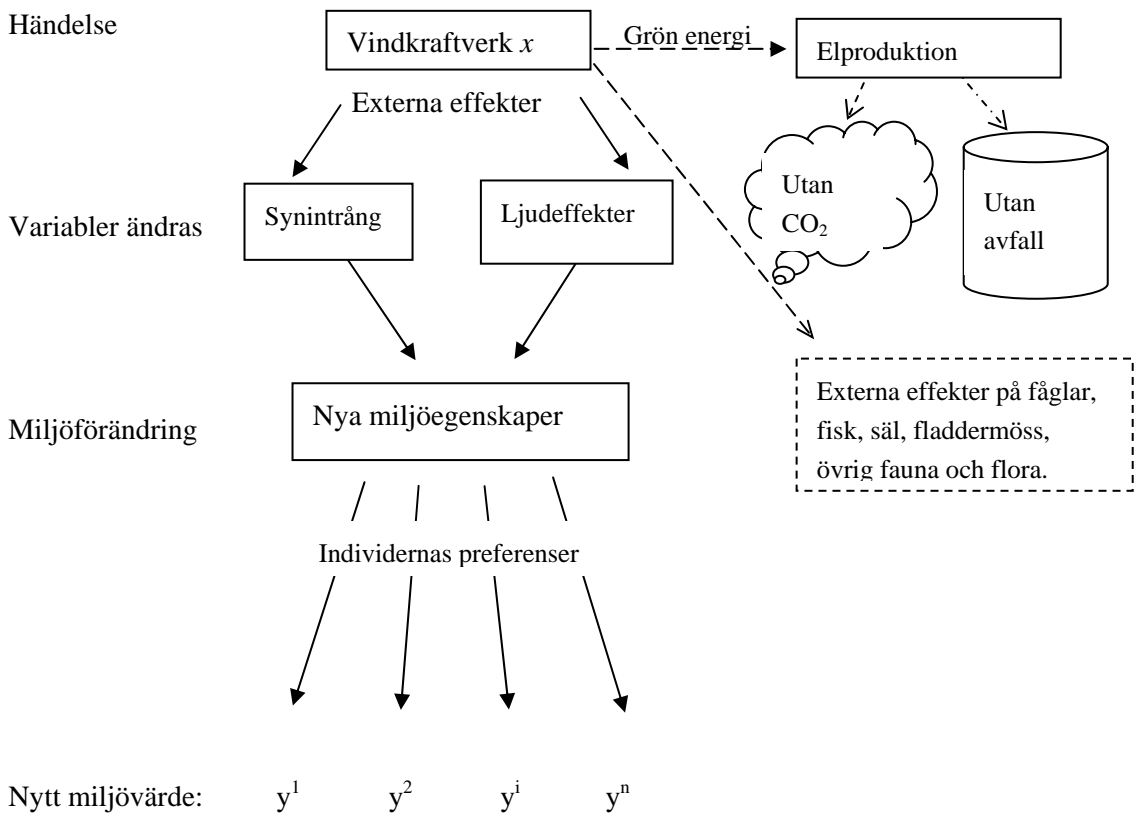 Händelse
Vindkraftverk x
Grön energi
Elproduktion
Externa effekter
Utan
CO₂
Utan
avfall
Variabler ändras
Synintrång
Ljudeffekter
Externa effekter på fåglar,
fisk, säl, fladdermöss,
övrig fauna och flora.
Miljöförändring
Nya miljöegenskaper
Individernas preferenser
Nytt miljövärde: y¹ y² yⁱ yⁿ